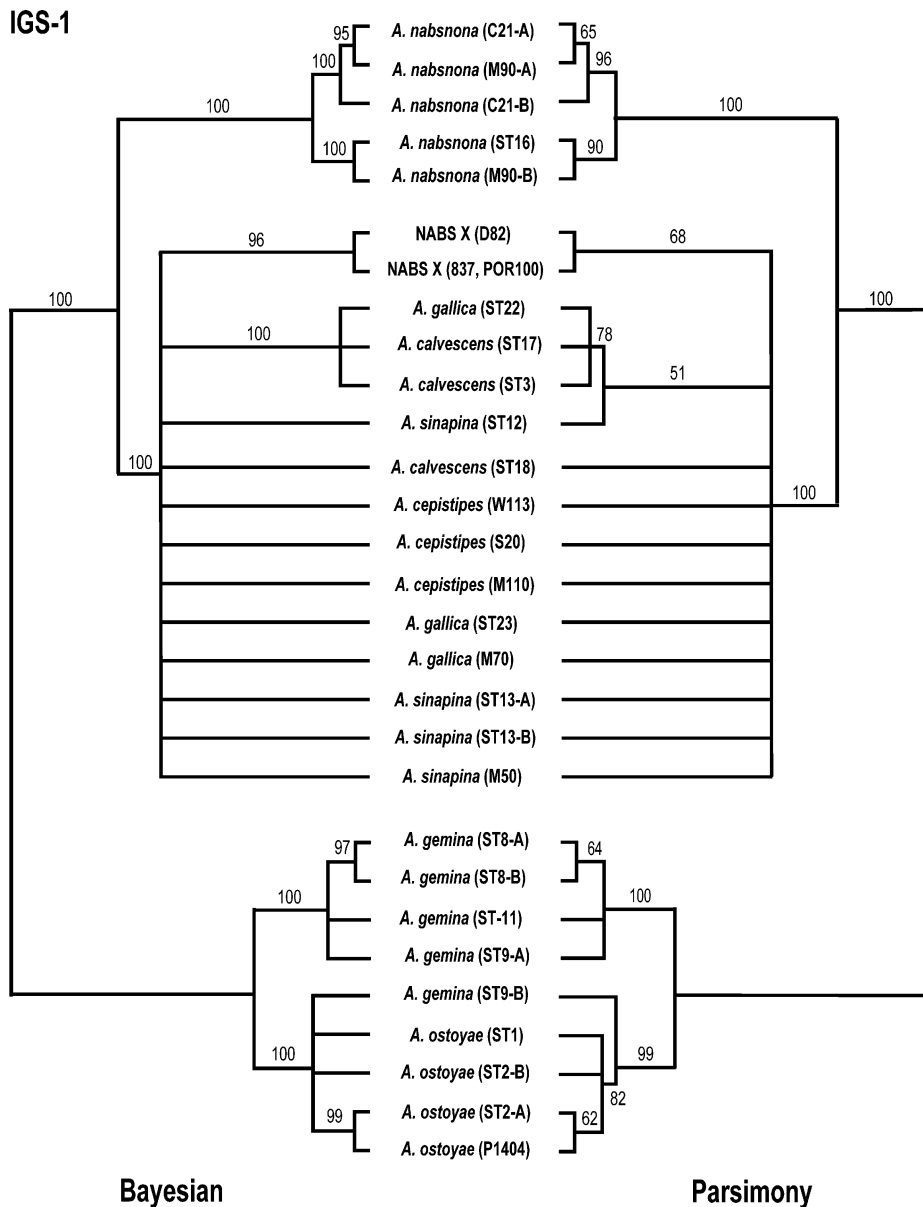 IGS-1
95 A. nabsnona (C21-A) 65
100 A. nabsnona (M90-A) 96
100 A. nabsnona (C21-B) 100
100 A. nabsnona (ST16) 90
A. nabsnona (M90-B)
96 NABS X (D82) 68
NABS X (837, POR100)
100 A. gallica (ST22) 100
100 A. calvescens (ST17) 78
A. calvescens (ST3) 51
A. sinapina (ST12)
100 A. calvescens (ST18) 100
A. cepistipes (W113)
A. cepistipes (S20)
A. cepistipes (M110)
A. gallica (ST23)
A. gallica (M70)
A. sinapina (ST13-A)
A. sinapina (ST13-B)
A. sinapina (M50)
97 A. gemina (ST8-A) 64
A. gemina (ST8-B)
100 A. gemina (ST-11) 100
A. gemina (ST9-A)
A. gemina (ST9-B)
A. ostoyae (ST1)
100 A. ostoyae (ST2-B) 99
82
99 A. ostoyae (ST2-A) 62
A. ostoyae (P1404)
Bayesian Parsimony